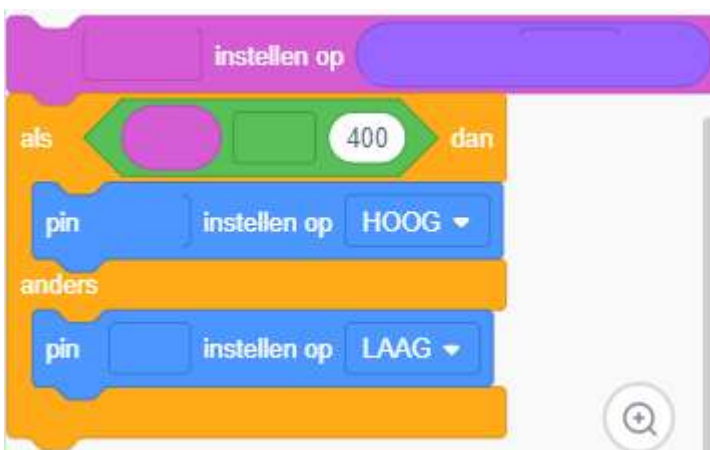 instellen op
als 400 dan
pin instellen op HOOG
anders
pin instellen op LAAG